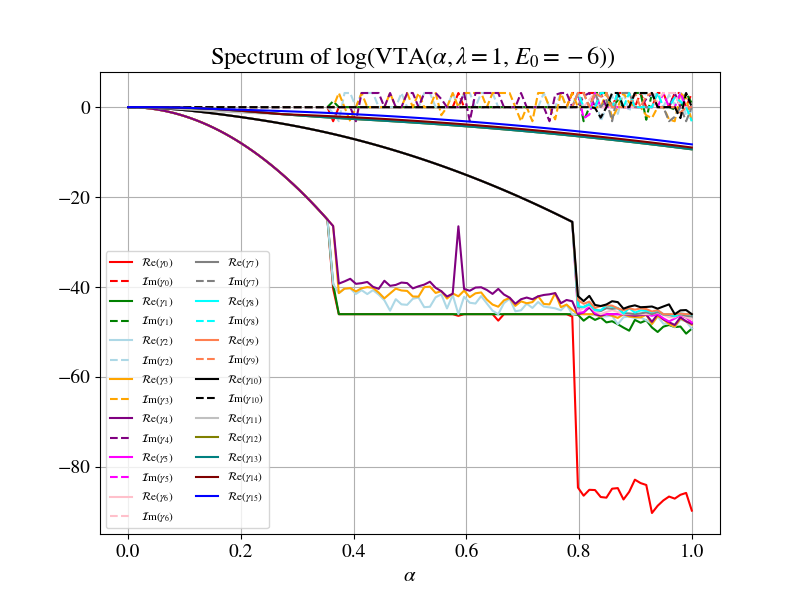 Spectrum of log(VTA(α, λ = 1, E₀ = −6))
0
−20
−40
−60
−80
0.0 0.2 0.4 0.6 0.8 1.0
α
ℛe(γ₀) ℛe(γ₇)
ℐm(γ₀) ℐm(γ₇)
ℛe(γ₁) ℛe(γ₈)
ℐm(γ₁) ℐm(γ₈)
ℛe(γ₂) ℛe(γ₉)
ℐm(γ₂) ℐm(γ₉)
ℛe(γ₃) ℛe(γ₁₀)
ℐm(γ₃) ℐm(γ₁₀)
ℛe(γ₄) ℛe(γ₁₁)
ℐm(γ₄) ℛe(γ₁₂)
ℛe(γ₅) ℛe(γ₁₃)
ℐm(γ₅) ℛe(γ₁₄)
ℛe(γ₆) ℛe(γ₁₅)
ℐm(γ₆)